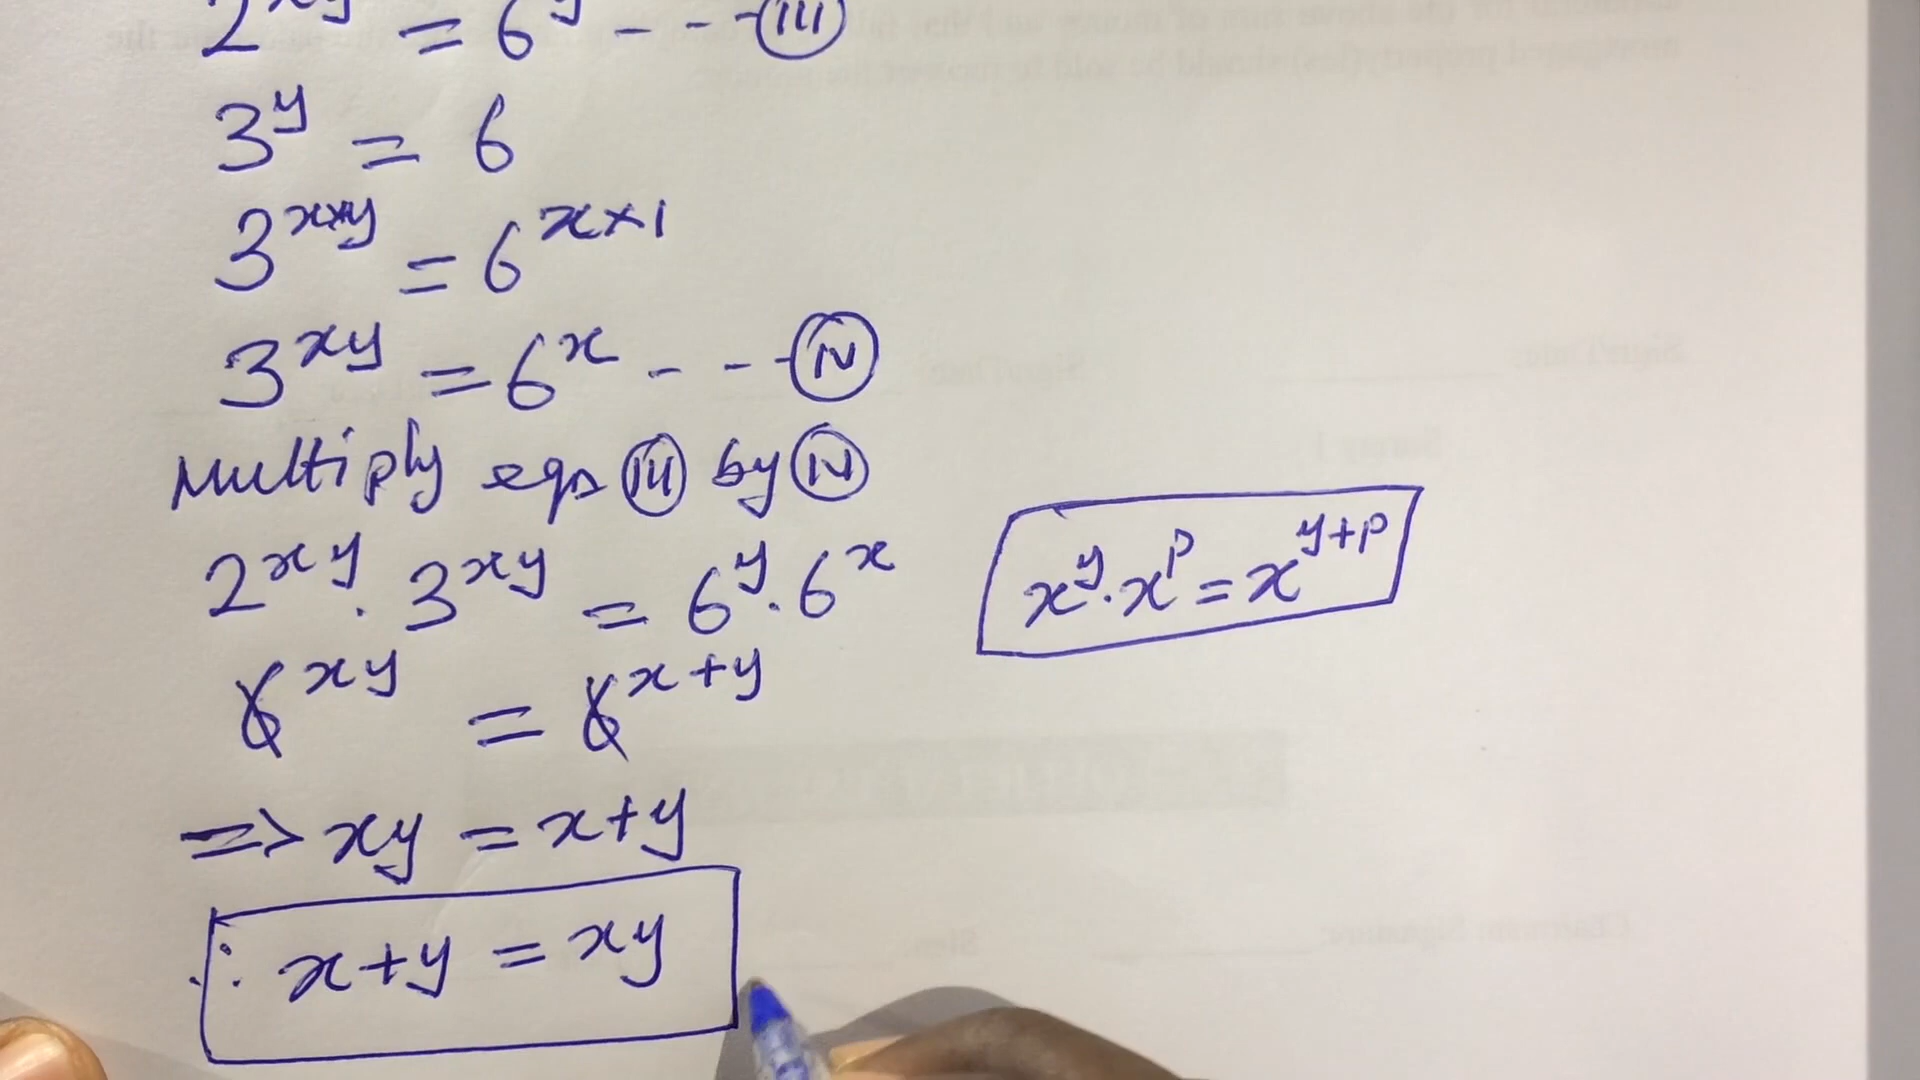 2^xy = 6^y - - (III)
3^y = 6
3^x×y = 6^x×1
3^xy = 6^x - - - (IV)
Multiply eqn (III) by (IV)
2^xy . 3^xy = 6^y . 6^x
x^y . x^p = x^y+p
6^xy = 6^x+y
=> xy = x+y
∴ x+y = xy